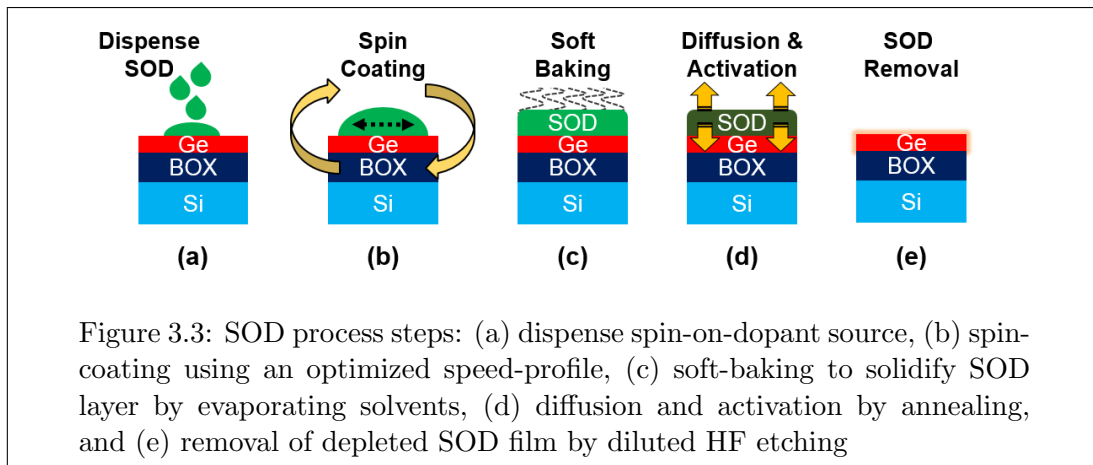 Dispense
SOD
Spin
Coating
Soft
Baking
Diffusion &
Activation
SOD
Removal
Ge
BOX
Si
Ge
BOX
Si
SOD
Ge
BOX
Si
SOD
Ge
BOX
Si
Ge
BOX
Si
(a)
(b)
(c)
(d)
(e)
Figure 3.3: SOD process steps: (a) dispense spin-on-dopant source, (b) spin-
coating using an optimized speed-profile, (c) soft-baking to solidify SOD
layer by evaporating solvents, (d) diffusion and activation by annealing,
and (e) removal of depleted SOD film by diluted HF etching